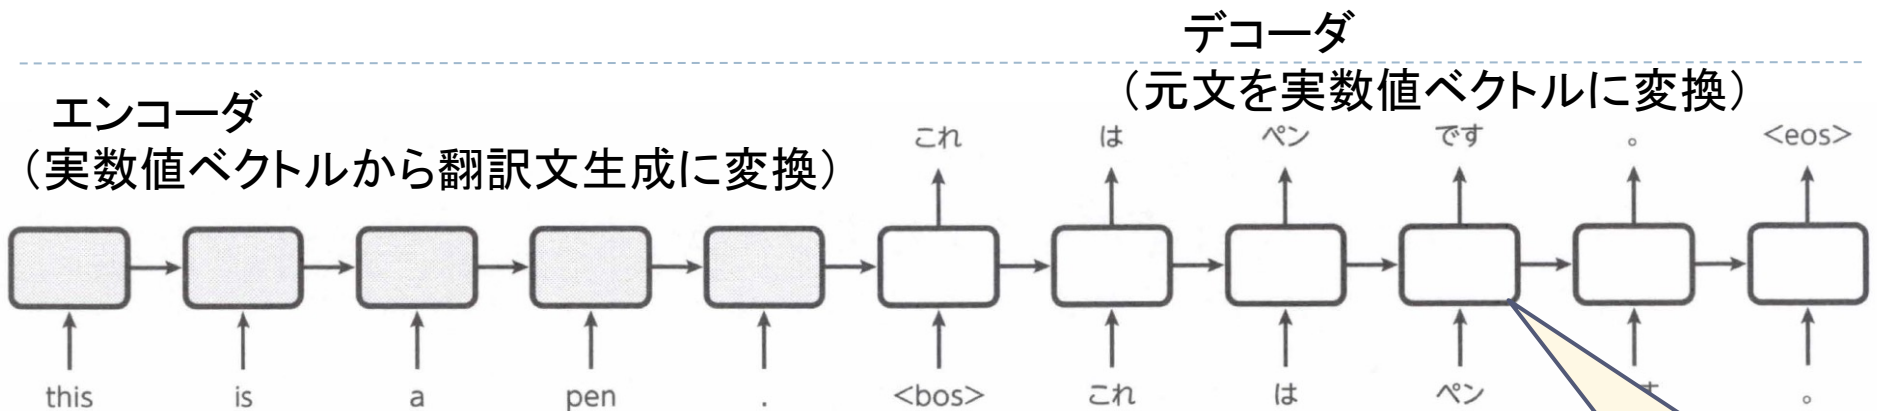 デコーダ
（元文を実数値ベクトルに変換）
エンコーダ
（実数値ベクトルから翻訳文生成に変換）
これ は ペン です 。 <eos>
this is a pen . <bos> これ は ペン す 。